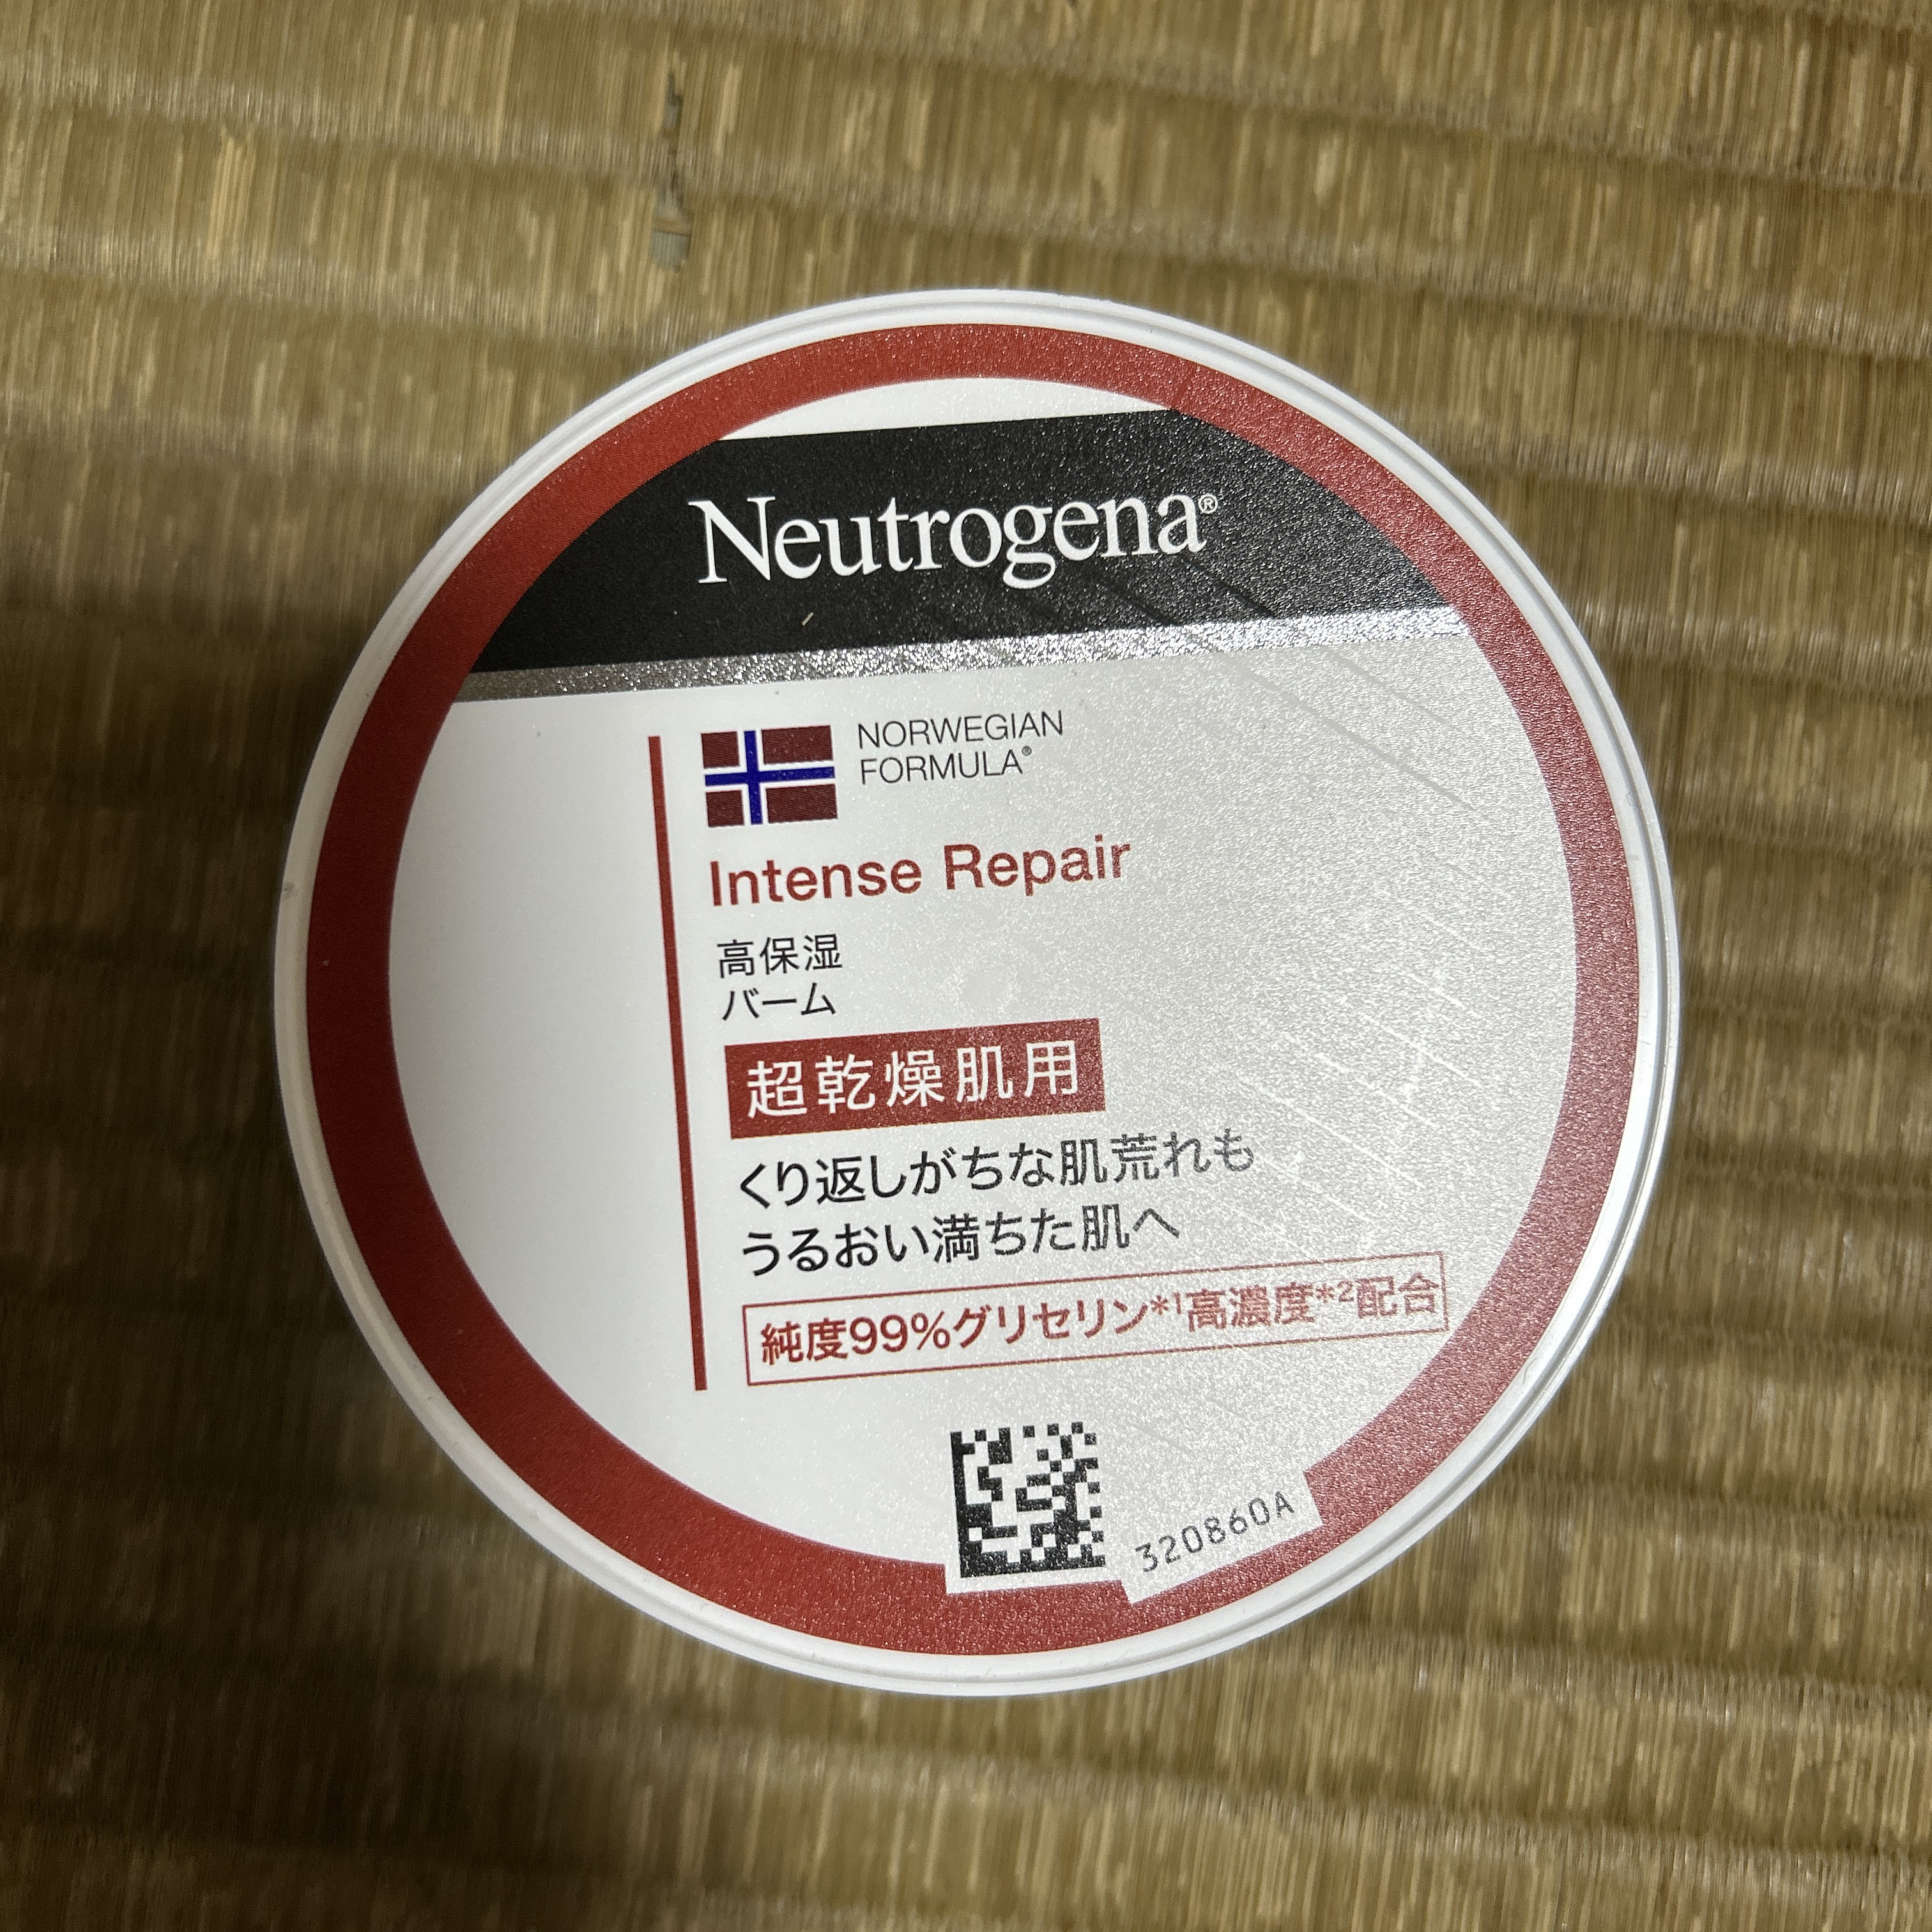 Neutrogena®
NORWEGIAN
FORMULA®
Intense Repair
高保湿
バーム
超乾燥肌用
くり返しがちな肌荒れも
うるおい満ちた肌へ
純度99%グリセリン*1高濃度*2配合
320860A